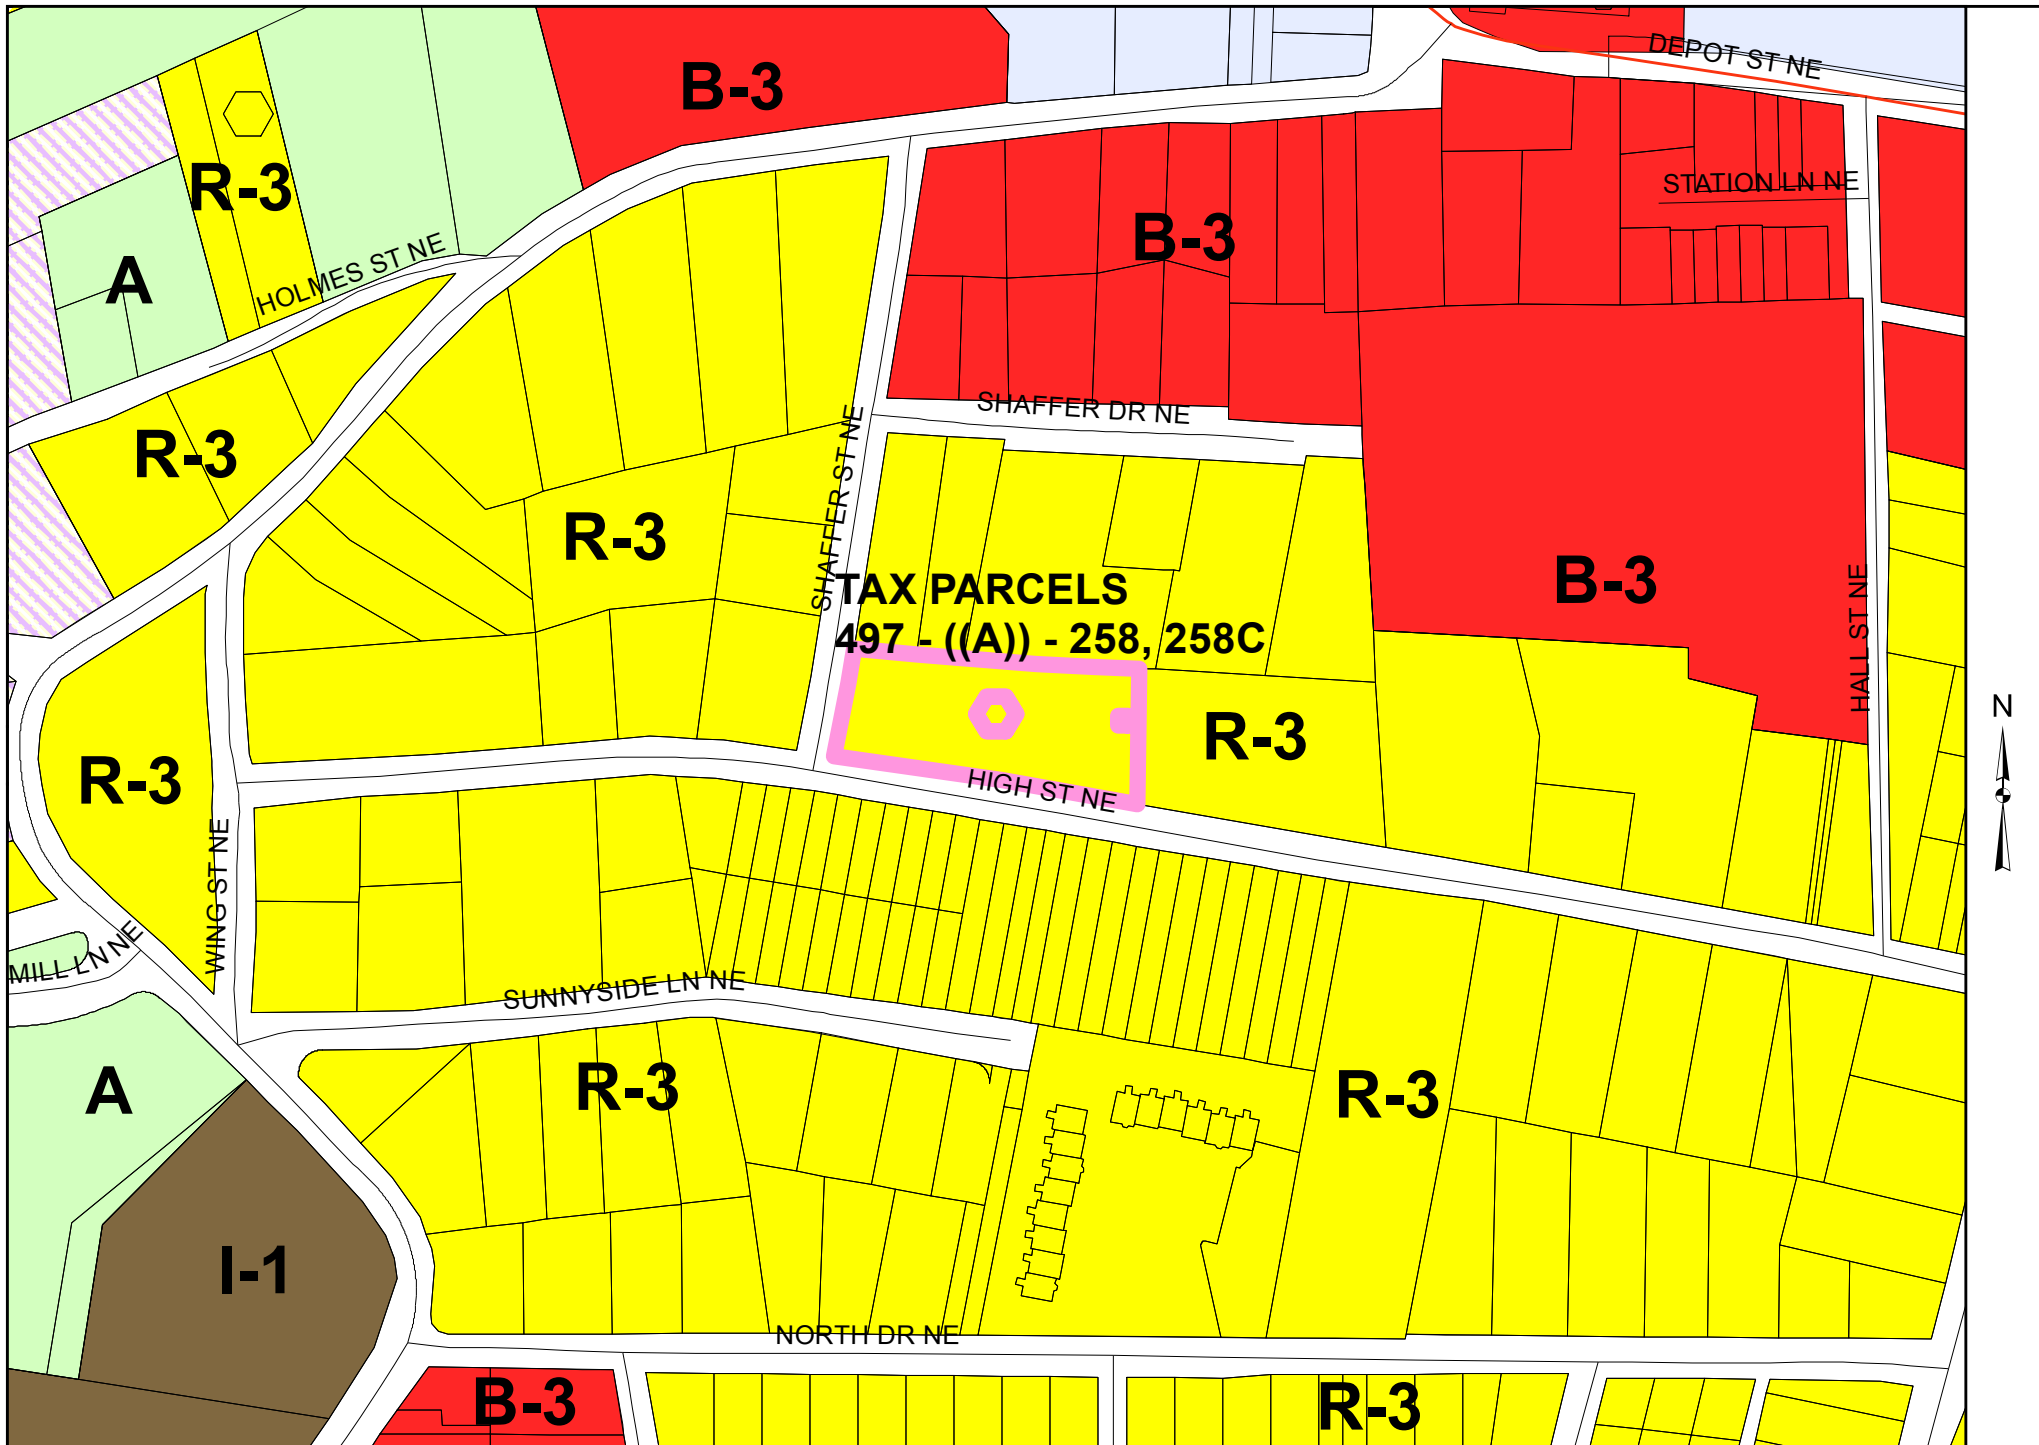 DEPOT ST NE
B-3
STATION LN NE
R-3
B-3
HOLMES ST NE
A
SHAFFER DR NE
R-3
SHAFFER ST NE
R-3
B-3
TAX PARCELS
497 - ((A)) - 258, 258C
HALL ST NE
N
R-3
R-3
HIGH ST NE
WING ST NE
MILL LN NE
SUNNYSIDE LN NE
A
R-3
R-3
I-1
NORTH DR NE
B-3
R-3